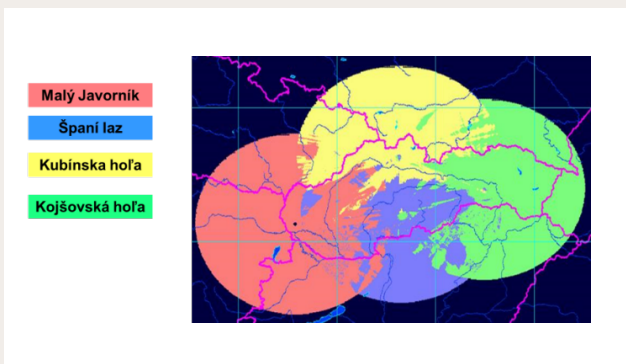 Malý Javorník
Španí laz
Kubínska hoľa
Kojšovská hoľa